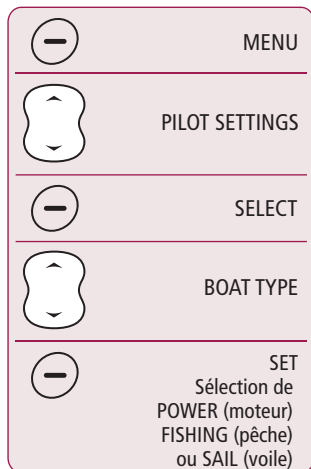 MENU
PILOT SETTINGS
SELECT
BOAT TYPE
SET
Sélection de
POWER (moteur)
FISHING (pêche)
ou SAIL (voile)